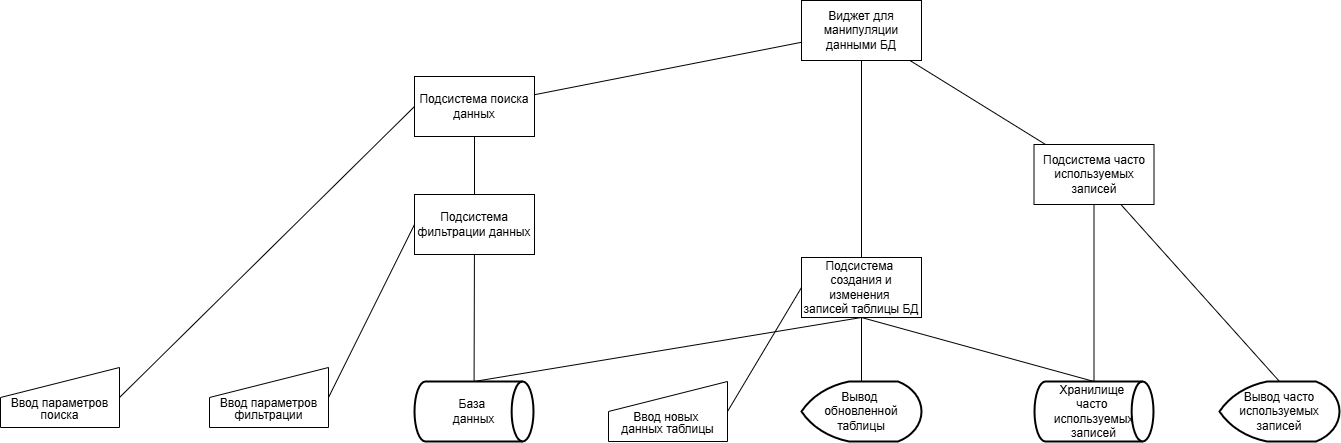 Виджет для
манипуляции
данными БД
Подсистема поиска
данных
Подсистема часто
используемых
записей
Подсистема
фильтрации данных
Подсистема
создания и
изменения
записей таблицы БД
Ввод параметров
поиска
Ввод параметров
фильтрации
База
данных
Ввод новых
данных таблицы
Вывод
обновленной
таблицы
Хранилище
часто
используемых
записей
Вывод часто
используемых
записей